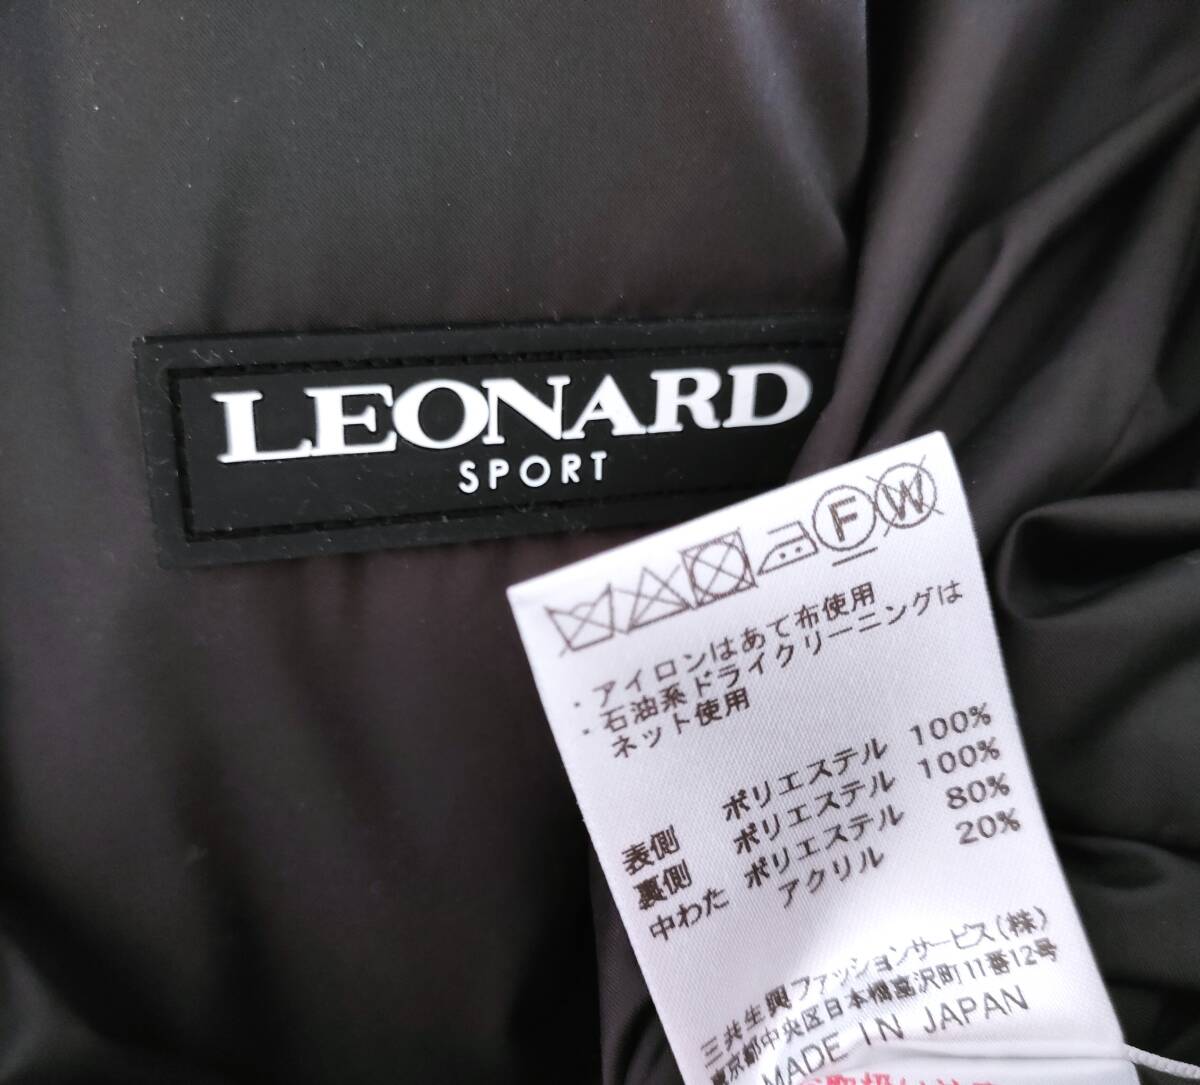 LEONARD
SPORT
F W
・アイロンはあて布使用
・石油系ドライクリーニングは
ネット使用
表側 ポリエステル 100%
裏側 ポリエステル 100%
中わた ポリエステル 80%
アクリル 20%
三共生興ファッションサービス(株)
東京都中央区日本橋富沢町11番12号
MADE IN JAPAN